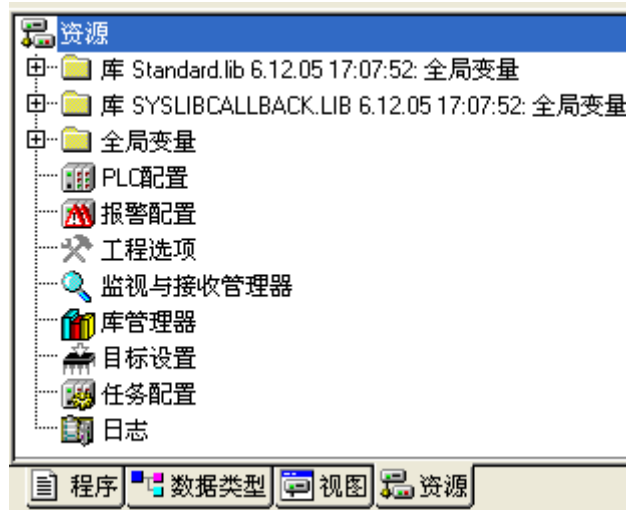 资源
库 Standard.lib 6.12.05 17:07:52: 全局变量
库 SYSLIBCALLBACK.LIB 6.12.05 17:07:52: 全局变量
全局变量
PLC配置
报警配置
工程选项
监视与接收管理器
库管理器
目标设置
任务配置
日志
程序 数据类型 视图 资源